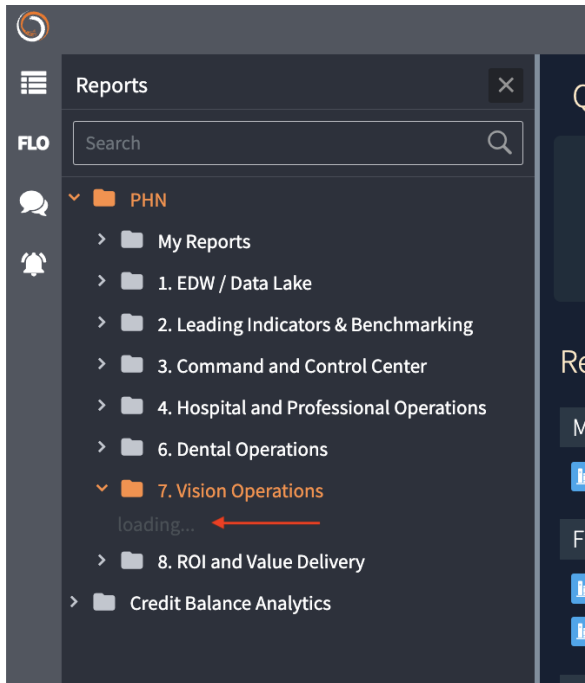 Reports
FLO
Search
PHN
My Reports
1. EDW / Data Lake
2. Leading Indicators & Benchmarking
3. Command and Control Center
4. Hospital and Professional Operations
6. Dental Operations
7. Vision Operations
loading...
8. ROI and Value Delivery
Credit Balance Analytics